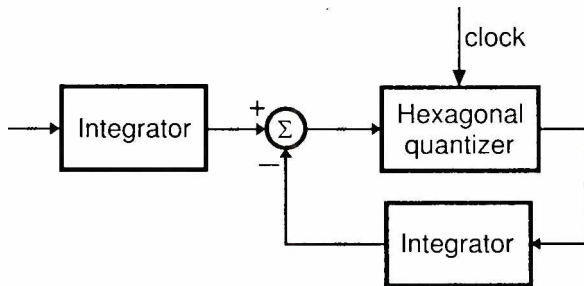 clock
+
Integrator
Σ
Hexagonal
quantizer
−
Integrator